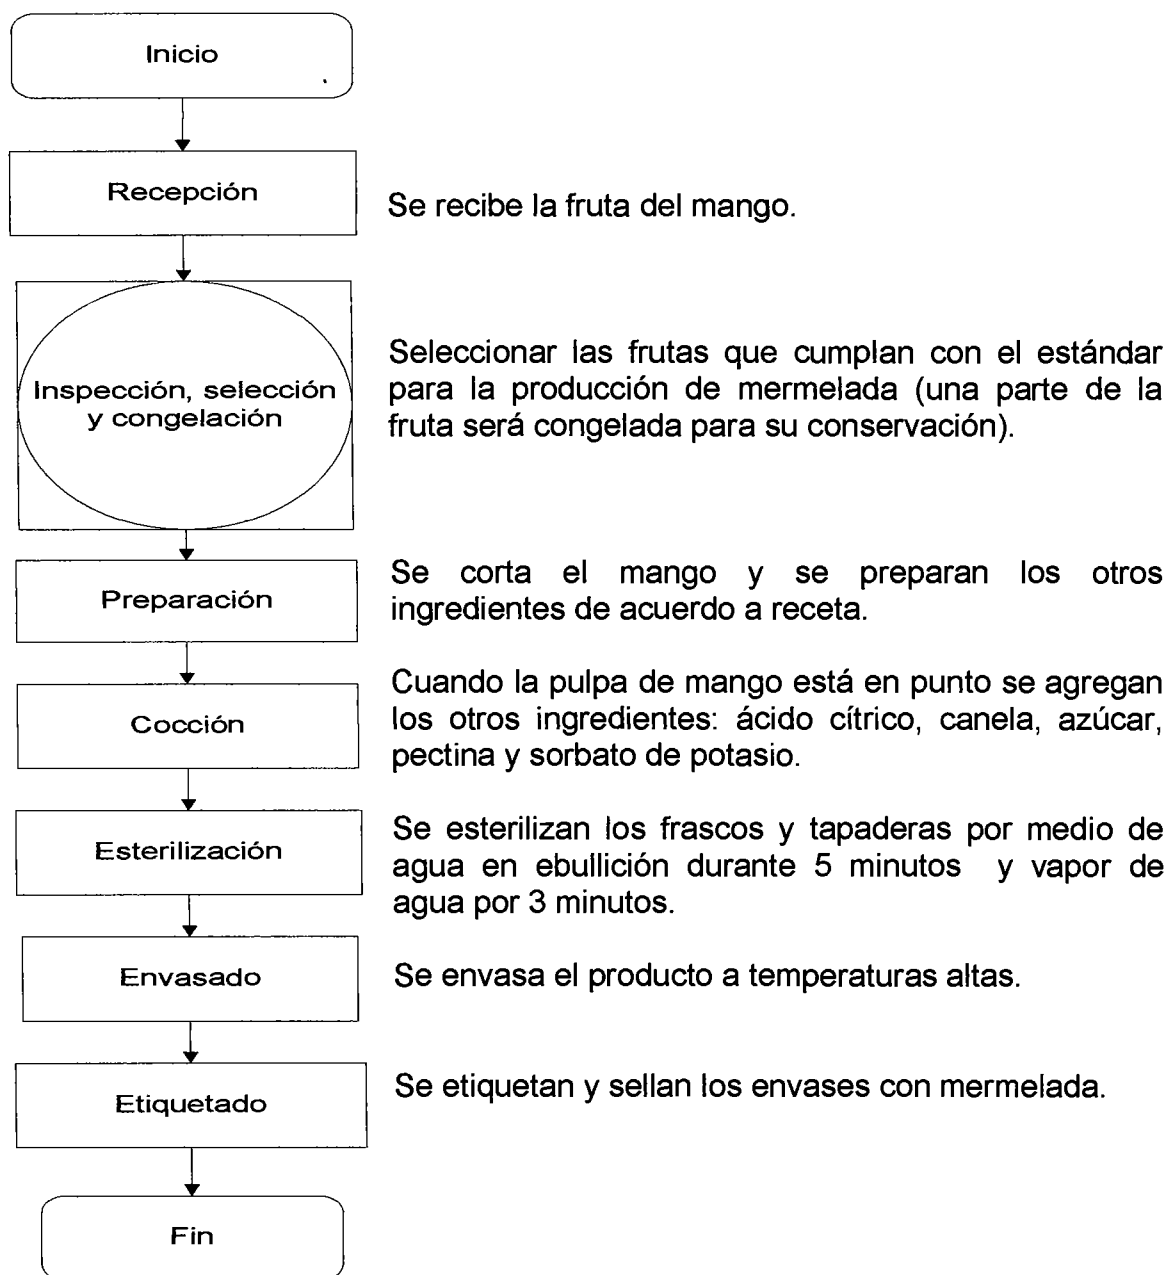 Inicio
Recepción
Se recibe la fruta del mango.
Inspección, selección
y congelación
Seleccionar las frutas que cumplan con el estándar
para la producción de mermelada (una parte de la
fruta será congelada para su conservación).
Preparación
Se corta el mango y se preparan los otros
ingredientes de acuerdo a receta.
Cocción
Cuando la pulpa de mango está en punto se agregan
los otros ingredientes: ácido cítrico, canela, azúcar,
pectina y sorbato de potasio.
Esterilización
Se esterilizan los frascos y tapaderas por medio de
agua en ebullición durante 5 minutos y vapor de
agua por 3 minutos.
Envasado
Se envasa el producto a temperaturas altas.
Etiquetado
Se etiquetan y sellan los envases con mermelada.
Fin